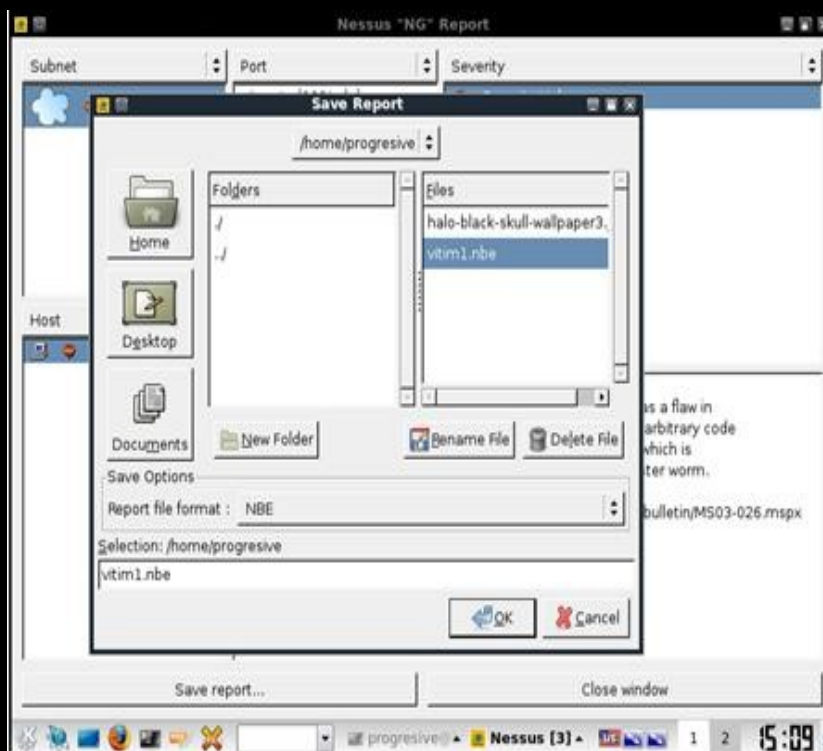 Nessus "NG" Report
Subnet
Port
Severity
Save Report
/home/progresive
Home
Desktop
Documents
Folders
./
../
Files
halo-black-skull-wallpaper3.
vitim1.nbe
Host
New Folder
Rename File
Delete File
as a flaw in
arbitrary code
which is
ter worm.
bulletin/MS03-026.mspx
Save Options
Report file format : NBE
Selection: /home/progresive
vitim1.nbe
OK
Cancel
Save report...
Close window
progresive@
Nessus [3]
US
1
2
15:09